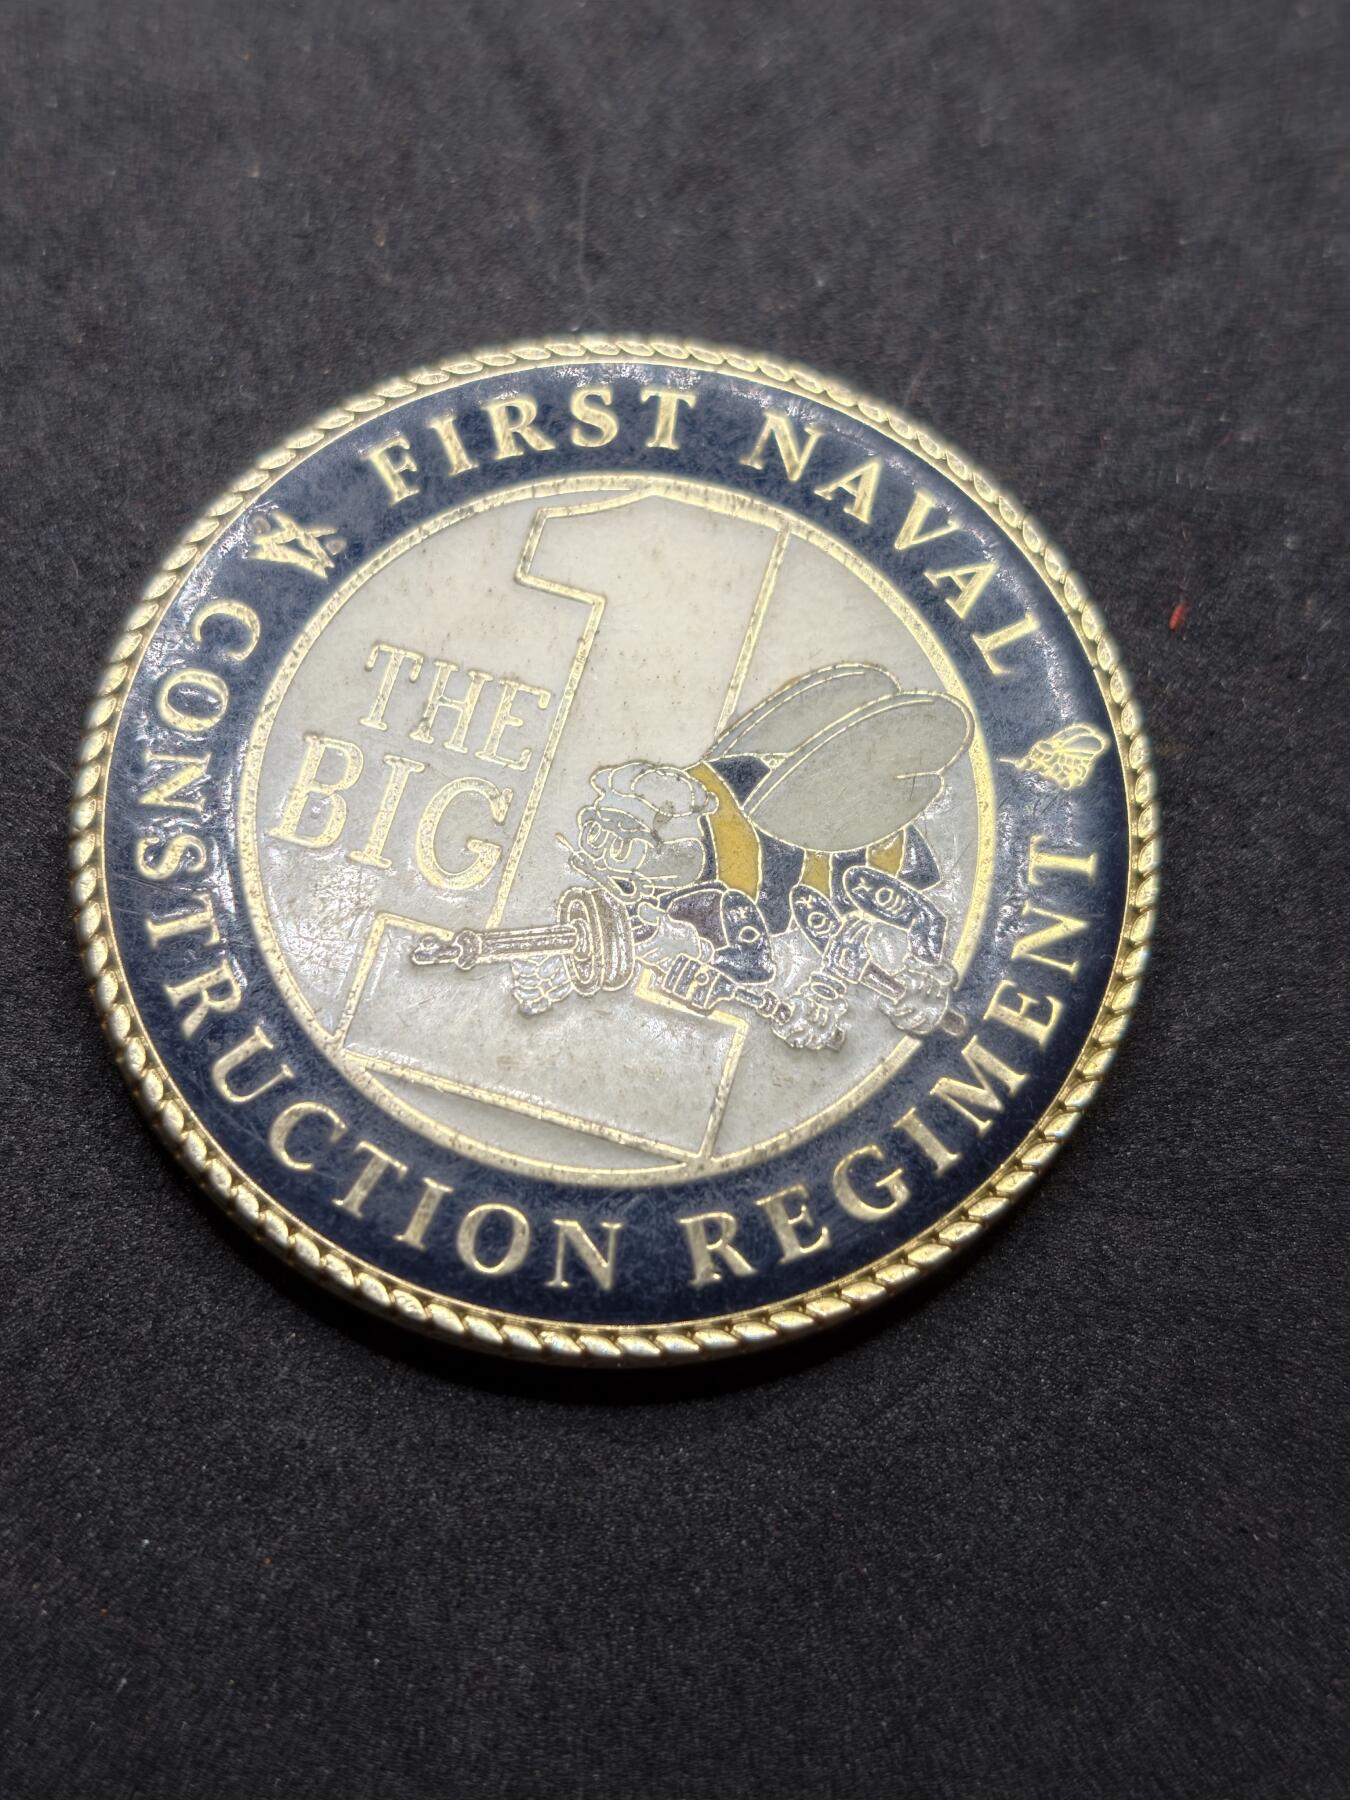 FIRST NAVAL
CONSTRUCTION REGIMENT
THE
BIG
1